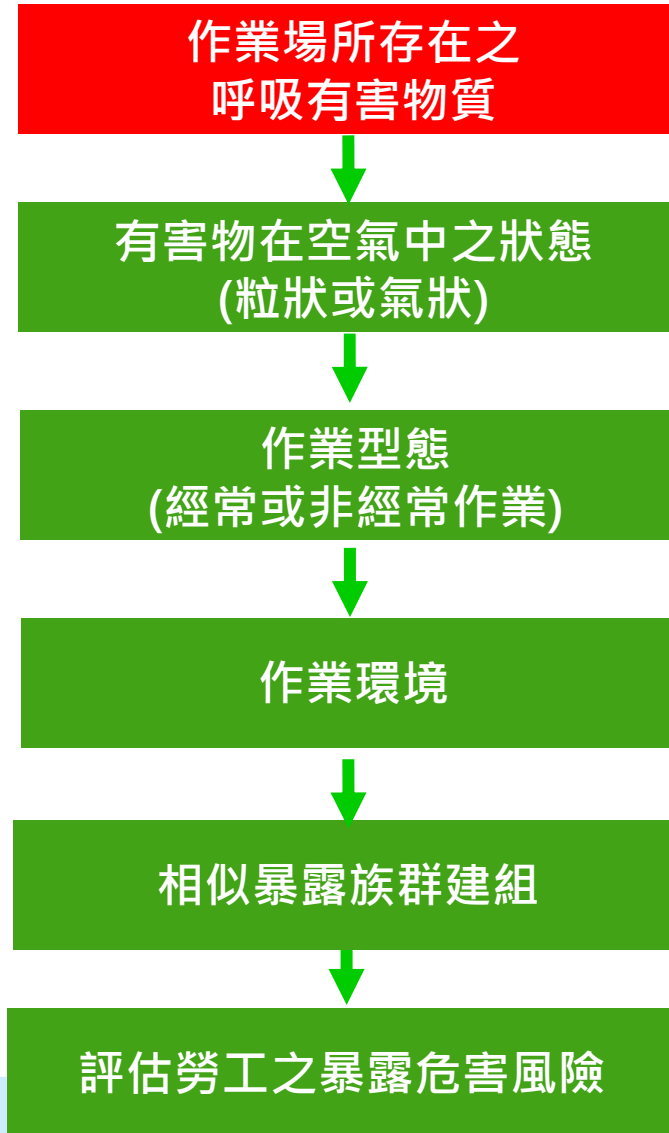 作業場所存在之
呼吸有害物質
有害物在空氣中之狀態
(粒狀或氣狀)
作業型態
(經常或非經常作業)
作業環境
相似暴露族群建組
評估勞工之暴露危害風險